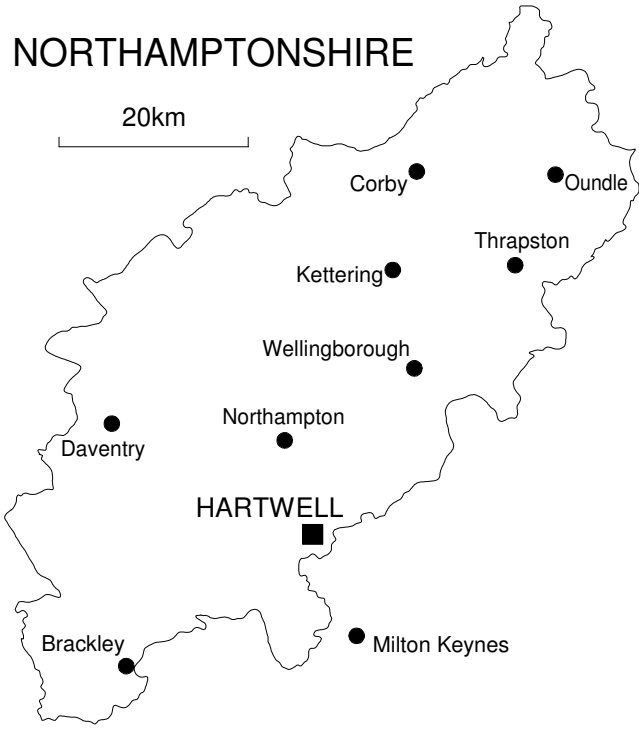 NORTHAMPTONSHIRE
20km
Corby
Oundle
Thrapston
Kettering
Wellingborough
Northampton
Daventry
HARTWELL
Brackley
Milton Keynes